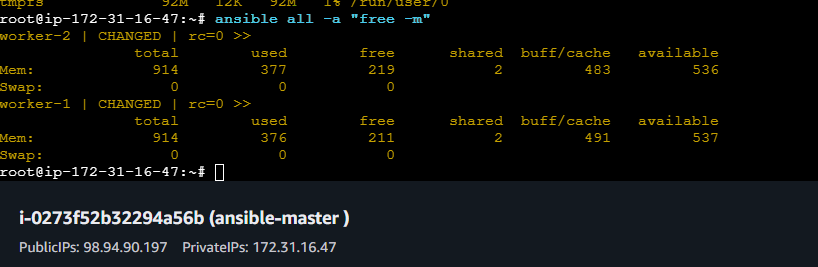 tmpfs 92M 12K 92M 1% /run/user/0
root@ip-172-31-16-47:~# ansible all -a "free -m"
worker-2 | CHANGED | rc=0 >>
total used free shared buff/cache available
Mem: 914 377 219 2 483 536
Swap: 0 0 0
worker-1 | CHANGED | rc=0 >>
total used free shared buff/cache available
Mem: 914 376 211 2 491 537
Swap: 0 0 0
root@ip-172-31-16-47:~#
i-0273f52b32294a56b (ansible-master )
PublicIPs: 98.94.90.197 PrivateIPs: 172.31.16.47